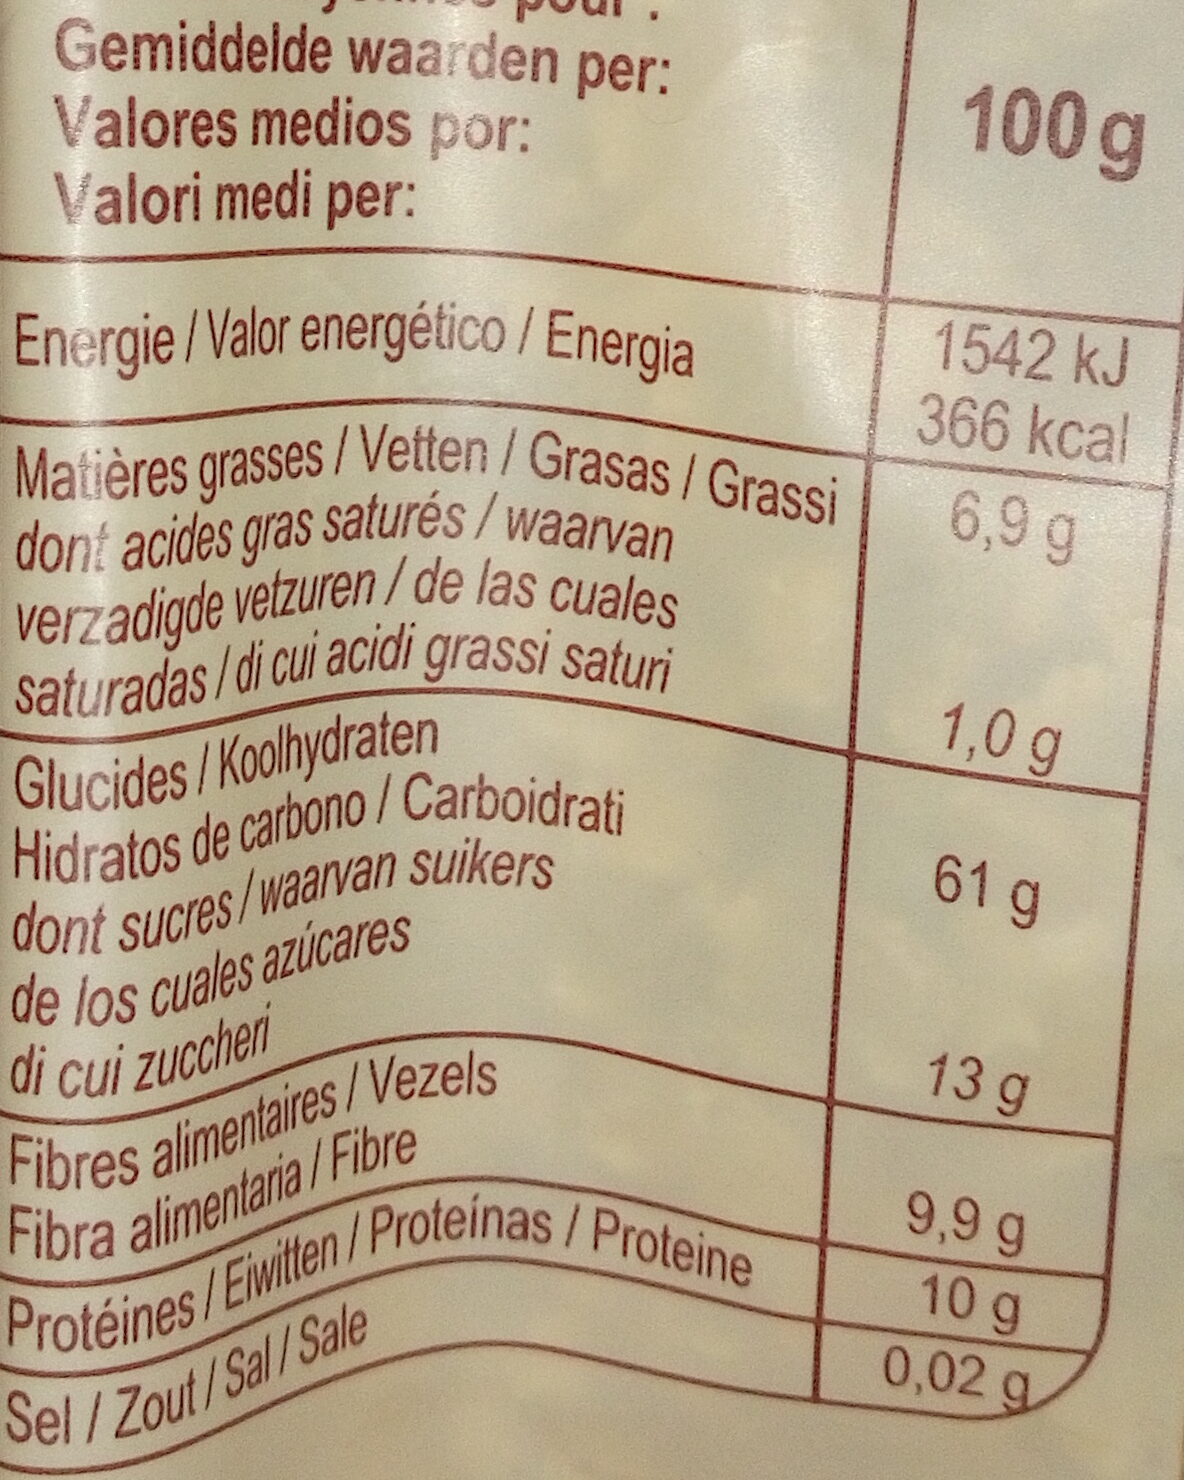 pour :
Gemiddelde waarden per:
Valores medios por:
Valori medi per:
100 g
Energie / Valor energético / Energia
1542 kJ
366 kcal
Matières grasses / Vetten / Grasas / Grassi
6,9 g
dont acides gras saturés / waarvan
verzadigde vetzuren / de las cuales
saturadas / di cui acidi grassi saturi
1,0 g
Glucides / Koolhydraten
Hidratos de carbono / Carboidrati
61 g
dont sucres / waarvan suikers
de los cuales azúcares
di cui zuccheri
13 g
Fibres alimentaires / Vezels
Fibra alimentaria / Fibre
9,9 g
Protéines / Eiwitten / Proteínas / Proteine
10 g
Sel / Zout / Sal / Sale
0,02 g